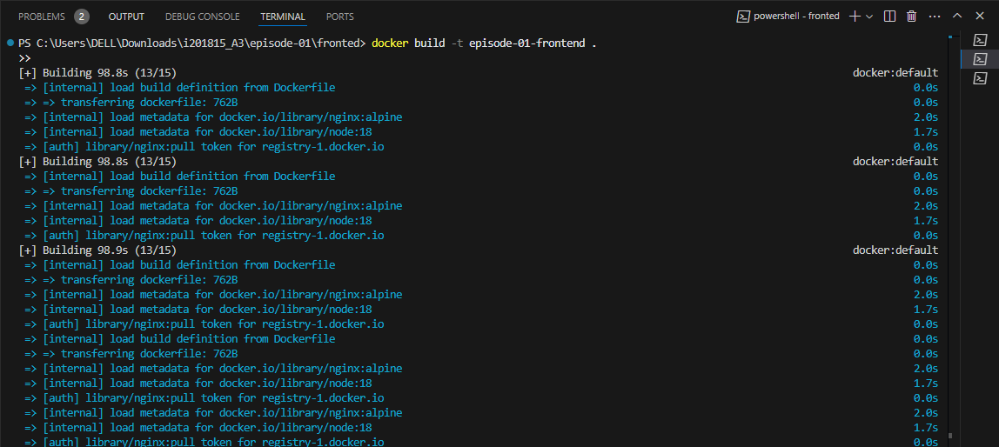 PROBLEMS 2 OUTPUT DEBUG CONSOLE TERMINAL PORTS powershell - fronted
PS C:\Users\DELL\Downloads\i201815_A3\episode-01\fronted> docker build -t episode-01-frontend .
>>
[+] Building 98.8s (13/15) docker:default
=> [internal] load build definition from Dockerfile 0.0s
=> => transferring dockerfile: 762B 0.0s
=> [internal] load metadata for docker.io/library/nginx:alpine 2.0s
=> [internal] load metadata for docker.io/library/node:18 1.7s
=> [auth] library/nginx:pull token for registry-1.docker.io 0.0s
[+] Building 98.8s (13/15) docker:default
=> [internal] load build definition from Dockerfile 0.0s
=> => transferring dockerfile: 762B 0.0s
=> [internal] load metadata for docker.io/library/nginx:alpine 2.0s
=> [internal] load metadata for docker.io/library/node:18 1.7s
=> [auth] library/nginx:pull token for registry-1.docker.io 0.0s
[+] Building 98.9s (13/15) docker:default
=> [internal] load build definition from Dockerfile 0.0s
=> => transferring dockerfile: 762B 0.0s
=> [internal] load metadata for docker.io/library/nginx:alpine 2.0s
=> [internal] load metadata for docker.io/library/node:18 1.7s
=> [auth] library/nginx:pull token for registry-1.docker.io 0.0s
=> [internal] load build definition from Dockerfile 0.0s
=> => transferring dockerfile: 762B 0.0s
=> [internal] load metadata for docker.io/library/nginx:alpine 2.0s
=> [internal] load metadata for docker.io/library/node:18 1.7s
=> [auth] library/nginx:pull token for registry-1.docker.io 0.0s
=> [internal] load metadata for docker.io/library/nginx:alpine 2.0s
=> [internal] load metadata for docker.io/library/node:18 1.7s
=> [auth] library/nginx:pull token for registry-1.docker.io 0.0s